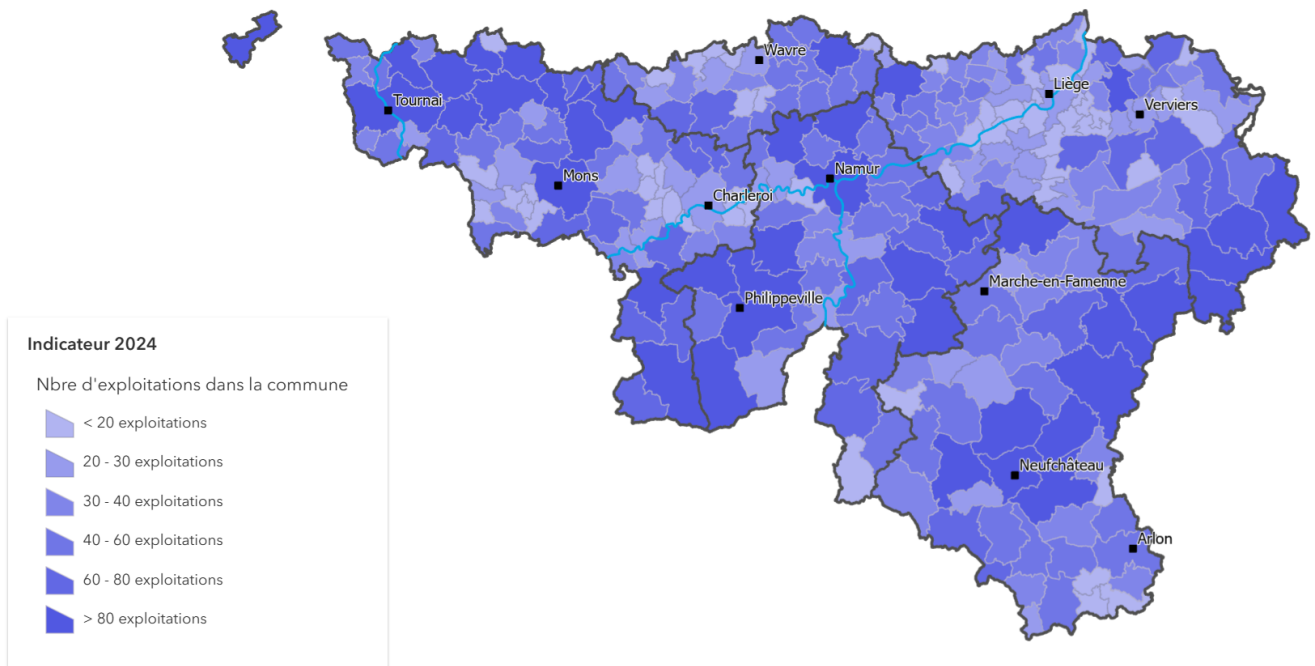 Wavre
Liège
Tournai
Verviers
Namur
Mons
Charleroi
Marche-en-Famenne
Philippeville
Indicateur 2024
Nbre d'exploitations dans la commune
< 20 exploitations
20 - 30 exploitations
30 - 40 exploitations
40 - 60 exploitations
60 - 80 exploitations
> 80 exploitations
Neufchâteau
Arlon